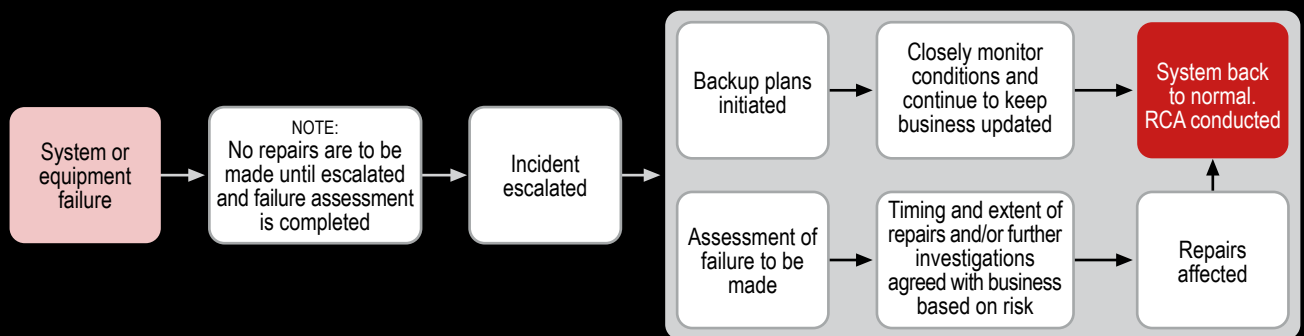 System or
equipment
failure
NOTE:
No repairs are to be
made until escalated
and failure assessment
is completed
Incident
escalated
Backup plans
initiated
Closely monitor
conditions and
continue to keep
business updated
System back
to normal.
RCA conducted
Assessment of
failure to be
made
Timing and extent of
repairs and/or further
investigations
agreed with business
based on risk
Repairs
affected